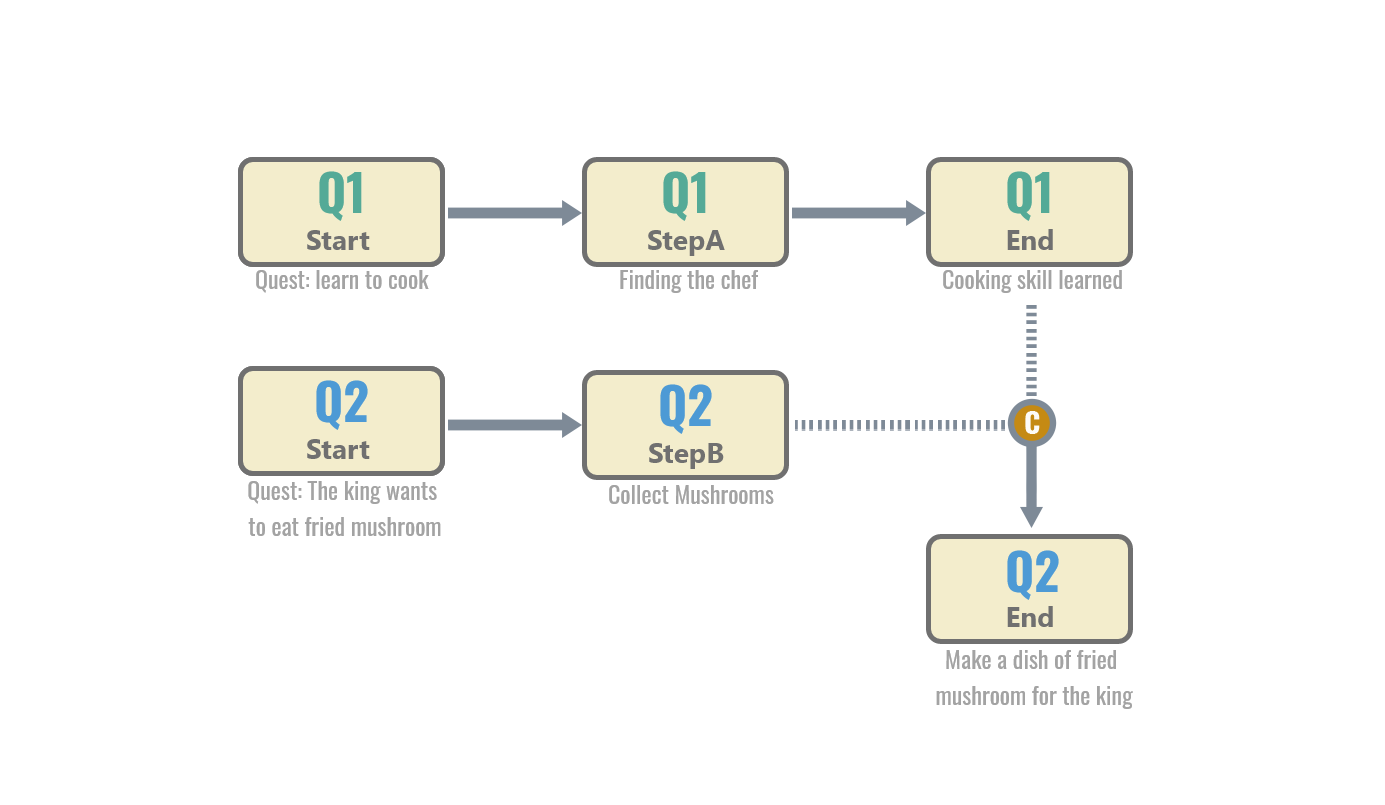 Q1
Start
Quest: learn to cook
Q1
StepA
Finding the chef
Q1
End
Cooking skill learned
Q2
Start
Quest: The king wants
to eat fried mushroom
Q2
StepB
Collect Mushrooms
C
Q2
End
Make a dish of fried
mushroom for the king